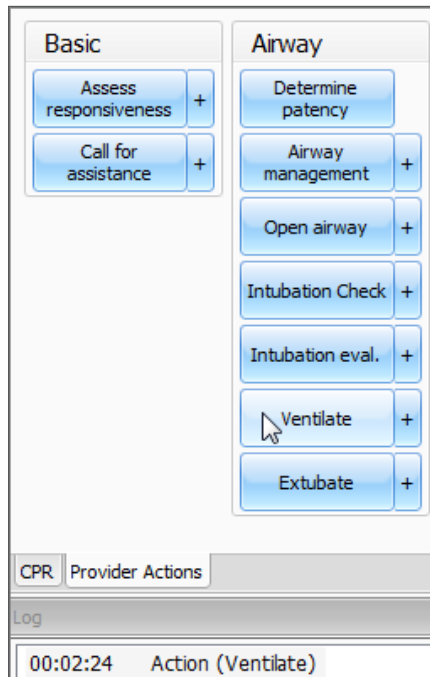 Basic
Assess
responsiveness +
Call for
assistance +
Airway
Determine
patency
Airway
management +
Open airway +
Intubation Check +
Intubation eval. +
Ventilate +
Extubate +
CPR Provider Actions
Log
00:02:24 Action (Ventilate)